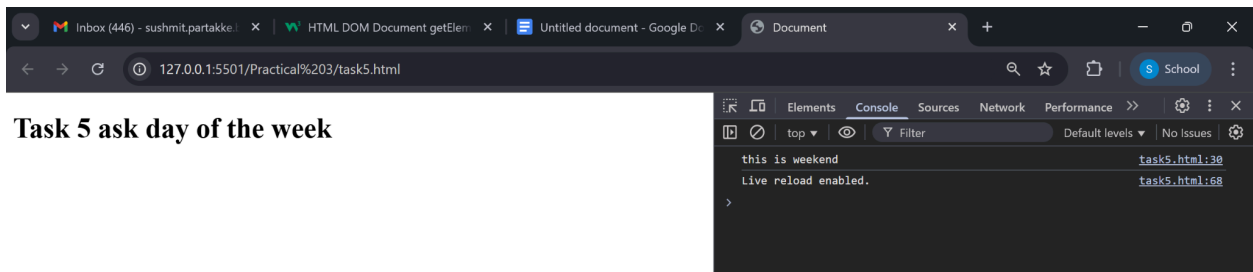 Inbox (446) - sushmit.partakke.
HTML DOM Document getElem
Untitled document - Google Do
Document
127.0.0.1:5501/Practical%203/task5.html
S School
Task 5 ask day of the week
Elements Console Sources Network Performance
top Filter Default levels No Issues
this is weekend task5.html:30
Live reload enabled. task5.html:68